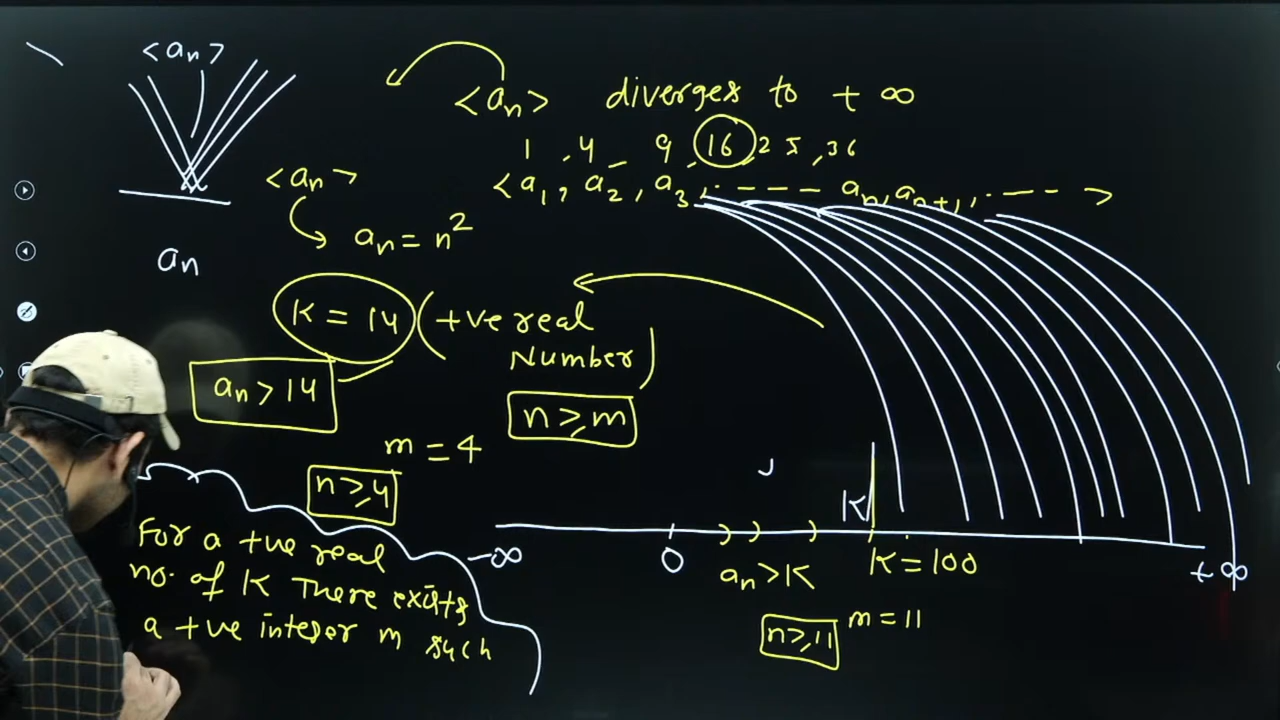 <an>
<an> diverges to + ∞
1 , 4 , 9 , 16 , 25 , 36
<a1, a2, a3, ---- an, an+1, --- >
<an>
an = n²
an
K = 14 (+ve real Number)
an > 14
n ≥ m
m = 4
n ≥ 4
For a +ve real
no. of K There exists
a +ve integer m such
K
-∞ 0 + ∞
an > K K = 100
n ≥ 11 m = 11